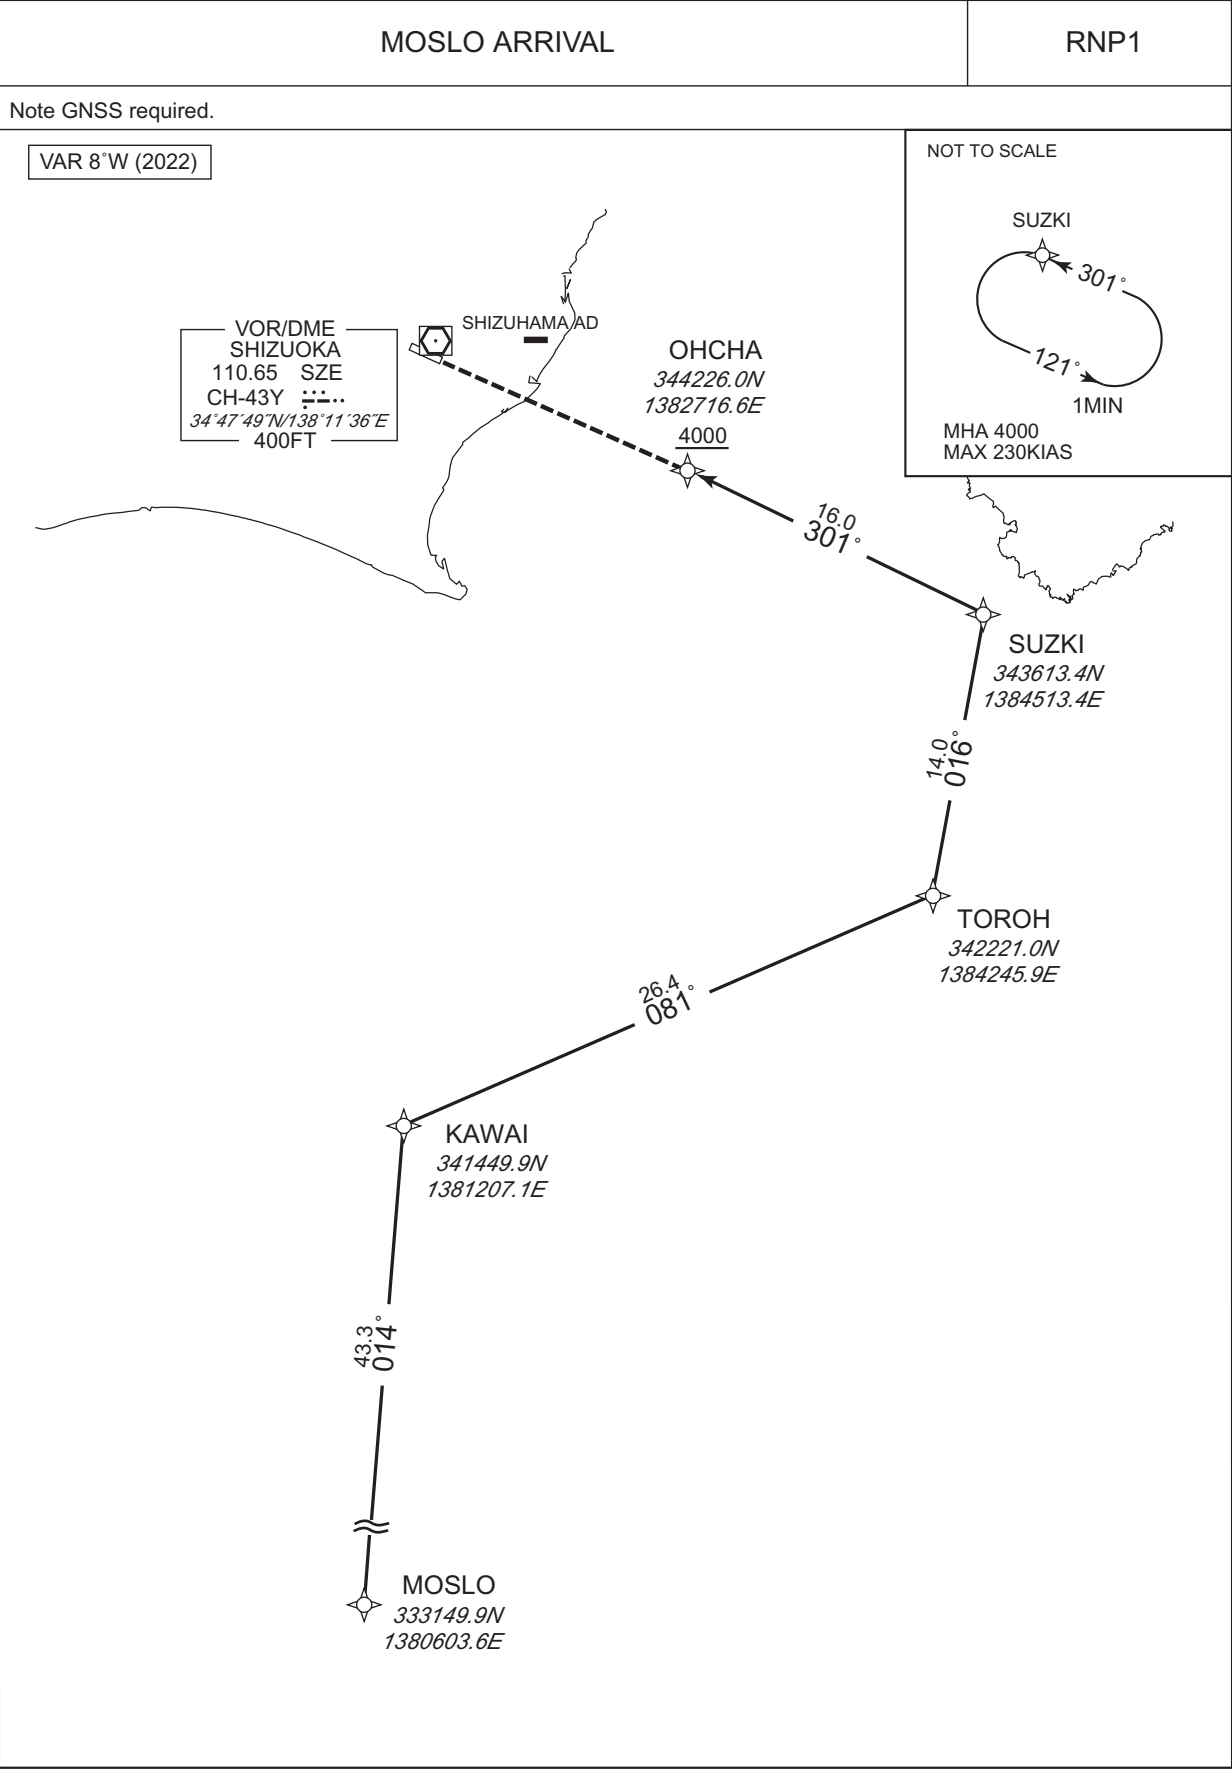 MOSLO ARRIVAL
RNP1
Note GNSS required.
VAR 8°W (2022)
NOT TO SCALE
SUZKI
301°
121°
1MIN
MHA 4000
MAX 230KIAS
SHIZUHAMA AD
VOR/DME
SHIZUOKA
110.65 SZE
CH-43Y
34°47′49″N/138°11′36″E
400FT
OHCHA
344226.0N
1382716.6E
4000
16.0
301°
SUZKI
343613.4N
1384513.4E
14.0
016°
TOROH
342221.0N
1384245.9E
26.4
081°
KAWAI
341449.9N
1381207.1E
43.3
014°
MOSLO
333149.9N
1380603.6E